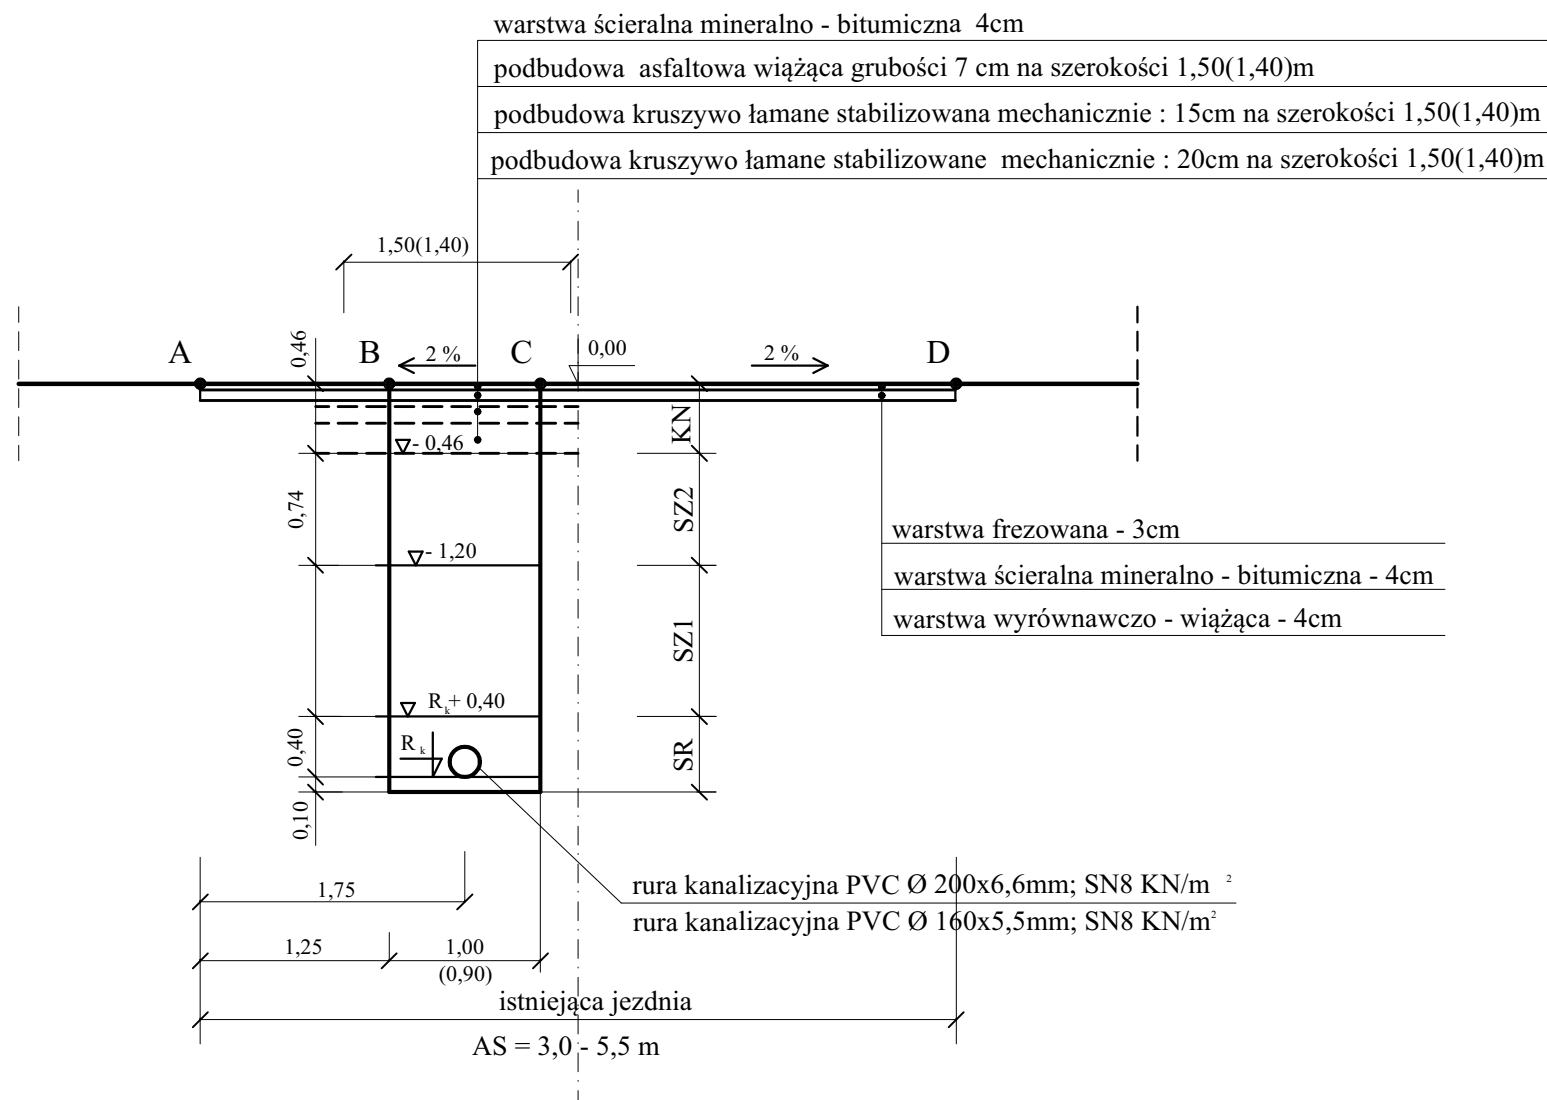 warstwa ścieralna mineralno - bitumiczna 4cm
podbudowa asfaltowa wiążąca grubości 7 cm na szerokości 1,50(1,40)m
podbudowa kruszywo łamane stabilizowana mechanicznie : 15cm na szerokości 1,50(1,40)m
podbudowa kruszywo łamane stabilizowane mechanicznie : 20cm na szerokości 1,50(1,40)m
1,50(1,40)
0,46
A
B
2 %
C
0,00
2 %
D
KN
- 0,46
0,74
SZ2
- 1,20
warstwa frezowana - 3cm
warstwa ścieralna mineralno - bitumiczna - 4cm
warstwa wyrównawczo - wiążąca - 4cm
SZ1
Rk+ 0,40
0,40
Rk
SR
0,10
1,75
rura kanalizacyjna PVC Ø 200x6,6mm; SN8 KN/m ²
rura kanalizacyjna PVC Ø 160x5,5mm; SN8 KN/m²
1,25
1,00
(0,90)
istniejąca jezdnia
AS = 3,0 - 5,5 m